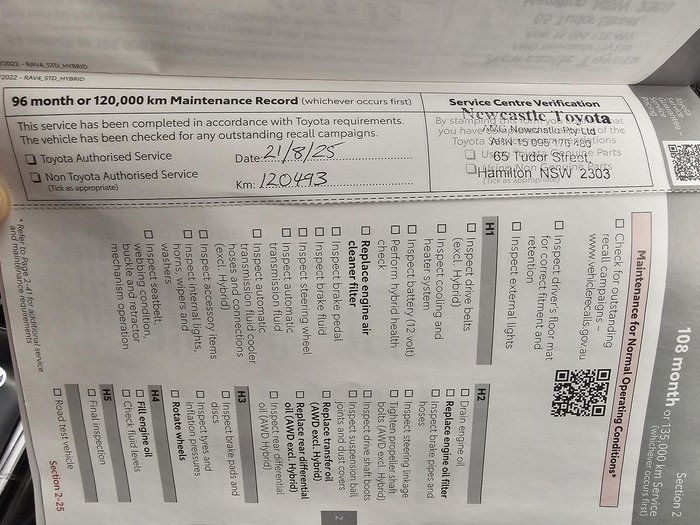 /2022 - RAV4_STD_HYBRID
/2022 - RAV4_STD_HYBRID
96 month or 120,000 km Maintenance Record (whichever occurs first)
This service has been completed in accordance with Toyota requirements.
The vehicle has been checked for any outstanding recall campaigns.
☐ Toyota Authorised Service
Date: 21/8/25
☐ Non Toyota Authorised Service
(Tick as appropriate)
Km: 120493
Service Centre Verification
Newcastle Toyota
AMG Newcastle Pty Ltd
ABN 15 095 170 480
65 Tudor Street
Hamilton NSW 2303
(Tick as appropriate)
Section 2
108 month or 135,000 km Service
(whichever occurs first)
Maintenance for Normal Operating Conditions*
☐ Check for outstanding
recall campaigns –
www.vehiclerecalls.gov.au
☐ Inspect driver's floor mat
for correct fitment and
retention
☐ Inspect external lights
H1
☐ Inspect drive belts
(excl. Hybrid)
☐ Inspect cooling and
heater system
☐ Inspect battery (12 volt)
☐ Perform hybrid health
check
☐ Replace engine air
cleaner filter
☐ Inspect brake pedal
☐ Inspect brake fluid
☐ Inspect steering wheel
☐ Inspect automatic
transmission fluid
☐ Inspect automatic
transmission fluid cooler
hoses and connections
(excl. Hybrid)
☐ Inspect accessory items
☐ Inspect internal lights,
horns, wipers and
washers
☐ Inspect seatbelt,
webbing condition,
buckle and retractor
mechanism operation
H2
☐ Drain engine oil
☐ Replace engine oil filter
☐ Inspect brake pipes and
hoses
☐ Inspect steering linkage
☐ Tighten propeller shaft
bolts (AWD excl. Hybrid)
☐ Inspect drive shaft boots
☐ Inspect suspension ball
joints and dust covers
☐ Replace transfer oil
(AWD excl. Hybrid)
☐ Replace rear differential
oil (AWD excl. Hybrid)
☐ Inspect rear differential
oil (AWD Hybrid)
H3
☐ Inspect brake pads and
discs
☐ Inspect tyres and
inflation pressures
☐ Rotate wheels
H4
☐ Fill engine oil
☐ Check fluid levels
H5
☐ Final inspection
☐ Road test vehicle
* Refer to Page 2-41 for additional service
and maintenance requirements
Section 2-25
2